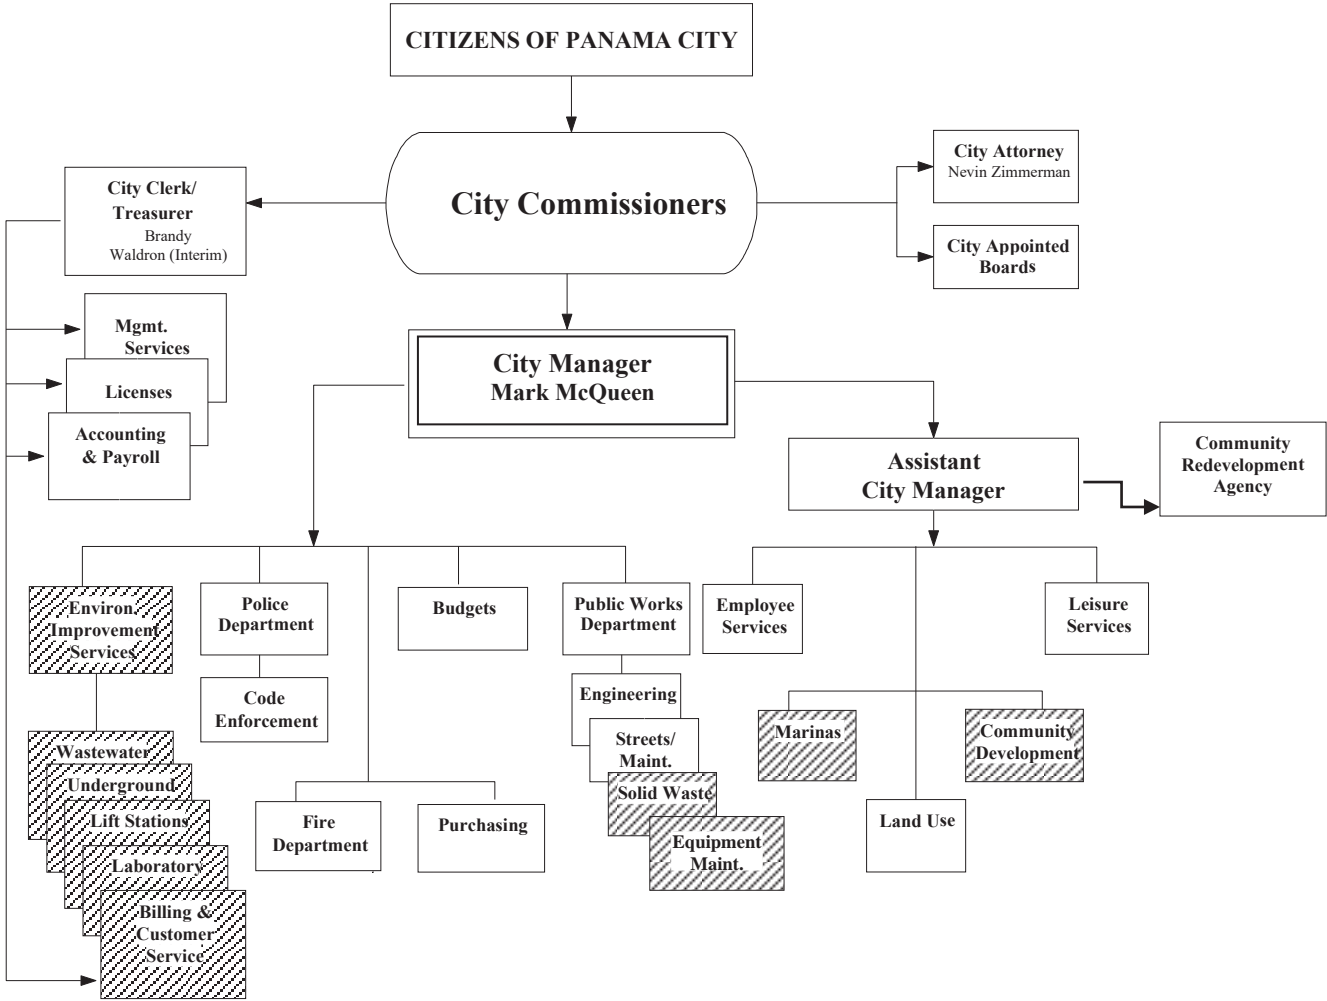 CITIZENS OF PANAMA CITY
City Attorney
Nevin Zimmerman
City Clerk/
Treasurer
Brandy
Waldron (Interim)
City Commissioners
City Appointed
Boards
Mgmt.
Services
Licenses
Accounting
& Payroll
City Manager
Mark McQueen
Assistant
City Manager
Community
Redevelopment
Agency
Environ.
Improvement
Services
Police
Department
Budgets
Public Works
Department
Employee
Services
Leisure
Services
Code
Enforcement
Engineering
Streets/
Maint.
Solid Waste
Equipment
Maint.
Marinas
Community
Development
Wastewater
Underground
Lift Stations
Laboratory
Billing &
Customer
Service
Fire
Department
Purchasing
Land Use